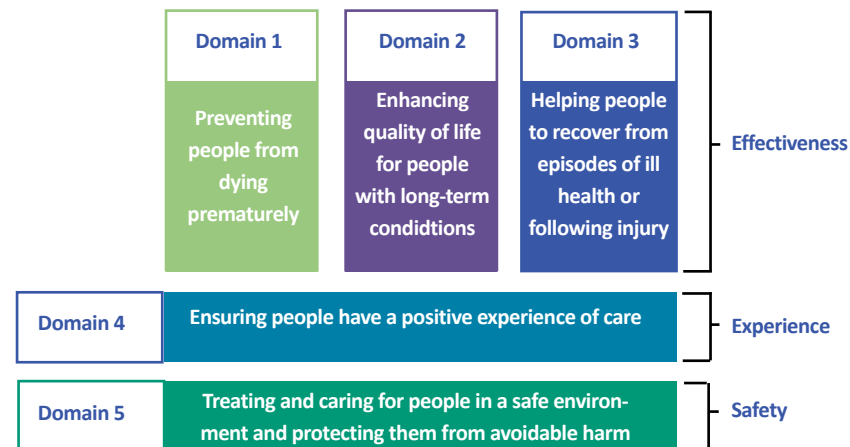 Domain 1
Preventing
people from
dying
prematurely
Domain 2
Enhancing
quality of life
for people
with long-term
condidtions
Domain 3
Helping people
to recover from
episodes of ill
health or
following injury
Effectiveness
Domain 4
Ensuring people have a positive experience of care
Experience
Domain 5
Treating and caring for people in a safe environ-
ment and protecting them from avoidable harm
Safety